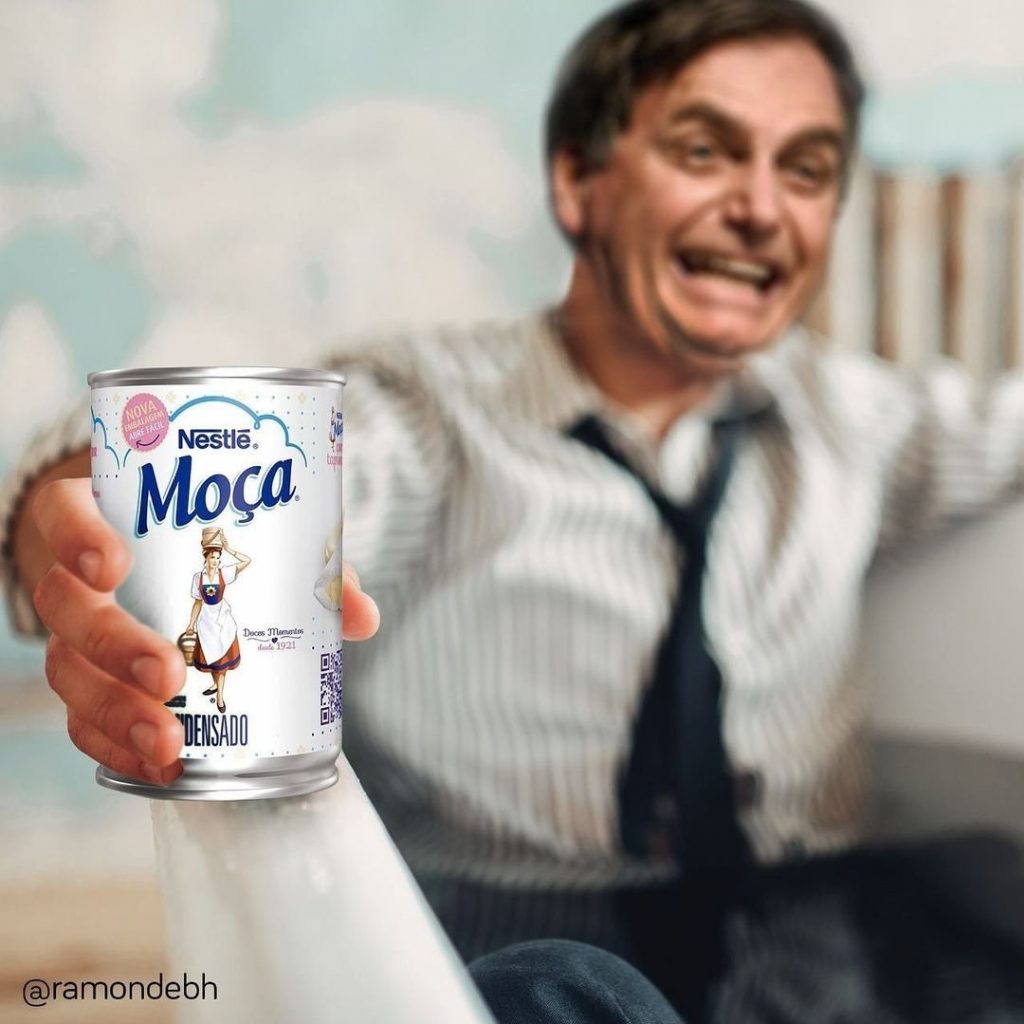 NOVA
EMBALAGEM
ABRE FÁCIL
Nestlé®
Moça®
Doces Momentos
desde 1921
DENSADO
@ramondebh